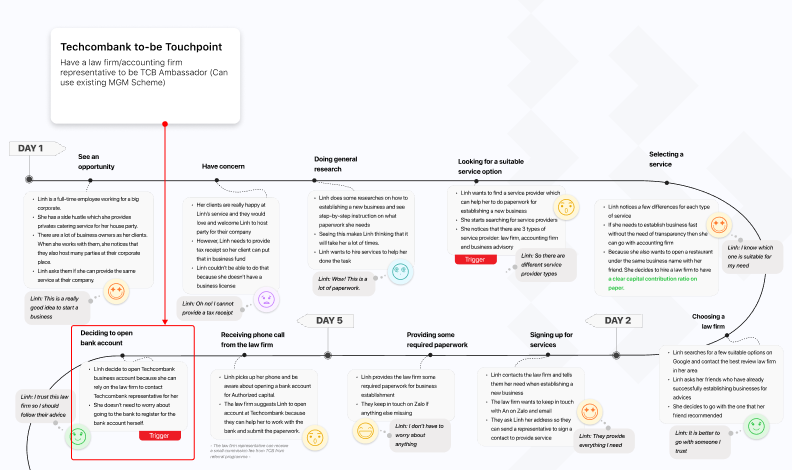 Techcombank to-be Touchpoint
Have a law firm/accounting firm
representative to be TCB Ambassador (Can
use existing MGM Scheme)
DAY 1
See an
opportunity
• Linh is a full-time employee working for a big
corporate.
• She has a side hustle which she provides
private catering service for her house party.
• There are a lot of business owners as her clients.
When she works with them, she notices that
they also host many parties at their corporate
place.
• Linh asks them if she can provide the same
service at their company.
Linh: This is a really
good idea to start a
business
Have concern
• Her clients are really happy at
Linh's service and they would
love and welcome Linh to host
party for their company
• However, Linh needs to provide
tax receipt so her client can put
that in business fund
• Linh couldn't be able to do that
because she doesn't have a
business license
Linh: Oh no! I cannot
provide a tax receipt
Doing general
research
• Linh does some researches on how to
establishing a new business and see
step-by-step instruction on what
paperwork she needs
• Seeing this makes Linh thinking that it
will take her a lot of times.
• Linh wants to hire services to help her
done the task
Linh: Wow! This is a
lot of paperwork.
Looking for a suitable
service option
• Linh wants to find a service provider which
can help her to do paperwork for
establishing a new business
• She starts searching for service providers
• She notices that there are 3 types of
service provider: law firm, accounting firm
and business advisory
Trigger
Linh: So there are
different service
provider types
Selecting a
service
• Linh notices a few differences for each type
of service
• If she needs to establish business fast
without the need of transparency then she
can go with accounting firm
• Because she also wants to open a restaurant
under the same business name with her
friend. She decides to hire a law firm to have
a clear capital contribution ratio on
paper.
Linh: I know which
one is suitable for
my need
Choosing a
law firm
• Linh searches for a few suitable options on
Google and contact the best review law firm
in her area
• Linh asks her friends who have already
successfully establishing businesses for
advices
• She decides to go with the one that her
friend recommended
Linh: It is better to
go with someone I
trust
DAY 2
Signing up for
services
• Linh contacts the law firm and tells
them her need when establishing a
new business
• The law firm wants to keep in touch
with An on Zalo and email
• They ask Linh her address so they
can send a representative to sign a
contact to provide service
Linh: They provide
everything I need
Providing some
required paperwork
• Linh provides the law firm some
required paperwork for business
establishment
• They keep in touch on Zalo if
anything else missing
Linh: I don't have to
worry about
anything
DAY 5
Receiving phone call
from the law firm
• Linh picks up her phone and be
aware about opening a bank account
for Authorized capital.
• The law firm suggests Linh to open
account at Techcombank because
they can help her to work with the
bank and submit the paperwork.
- The law firm representative can receive
a small commission fee from TCB from
referral programme -
Deciding to open
bank account
• Linh decide to open Techcombank
business account because she can
rely on the law firm to contact
Techcombank representative for her
• She doesn't need to worry about
going to the bank to register for the
bank account herself.
Trigger
Linh: I trust this law
firm so I should
follow their advice